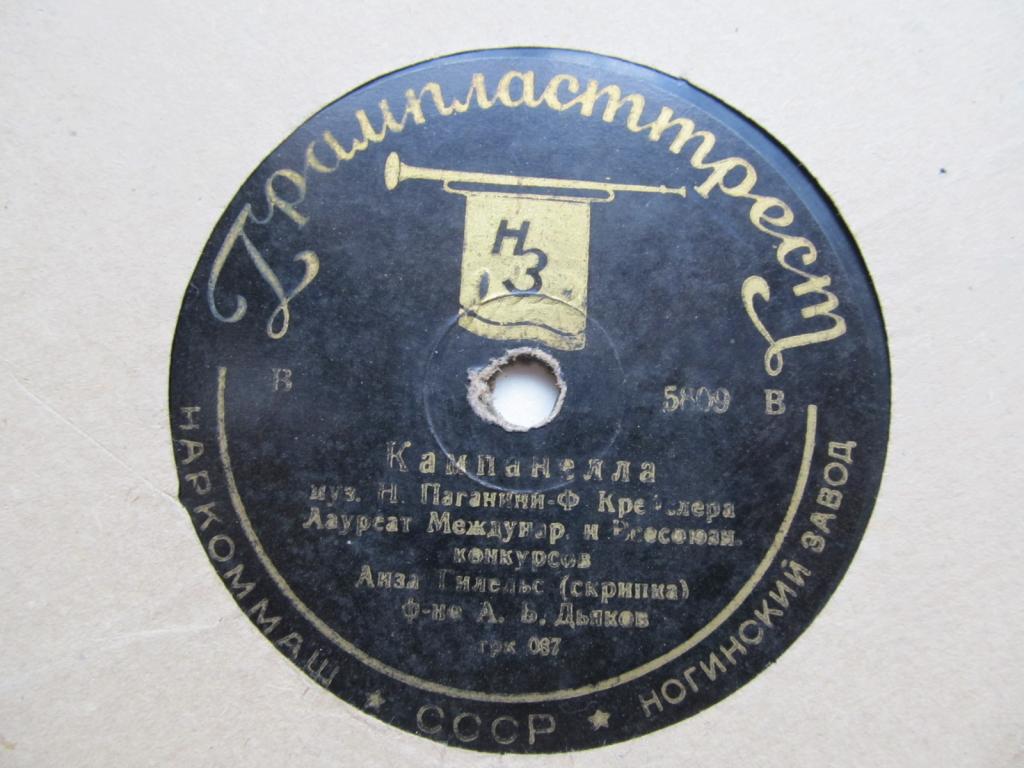 Грампласттрест
НЗ
В 5809 В
Кампанелла
муз. Н. Паганини-Ф Крейслера
Лауреат Междунар. и Всесоюзн.
конкурсов
Лиза Гилельс (скрипка)
ф-но А. Б. Дьяков
грк 087
НАРКОММАШ ★ СССР ★ НОГИНСКИЙ ЗАВОД